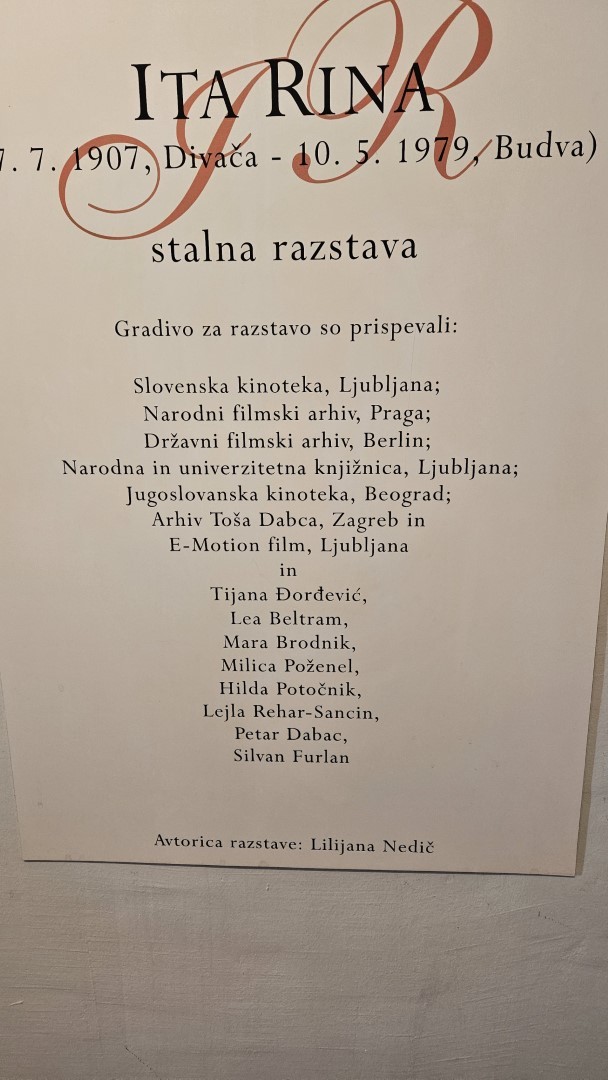 ITA RINA
7. 7. 1907, Divača - 10. 5. 1979, Budva)
stalna razstava
Gradivo za razstavo so prispevali:
Slovenska kinoteka, Ljubljana;
Narodni filmski arhiv, Praga;
Državni filmski arhiv, Berlin;
Narodna in univerzitetna knjižnica, Ljubljana;
Jugoslovanska kinoteka, Beograd;
Arhiv Toša Dabca, Zagreb in
E-Motion film, Ljubljana
in
Tijana Đorđević,
Lea Beltram,
Mara Brodnik,
Milica Poženel,
Hilda Potočnik,
Lejla Rehar-Sancin,
Petar Dabac,
Silvan Furlan
Avtorica razstave: Lilijana Nedič